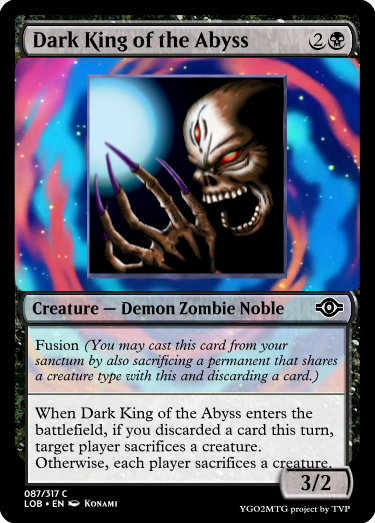 Dark King of the Abyss 2
Creature — Demon Zombie Noble
Fusion (You may cast this card from your
sanctum by also sacrificing a permanent that shares
a creature type with this and discarding a card.)
When Dark King of the Abyss enters the
battlefield, if you discarded a card this turn,
target player sacrifices a creature.
Otherwise, each player sacrifices a creature.
3/2
087/317 C
LOB • EN Konami
YGO2MTG project by TVP